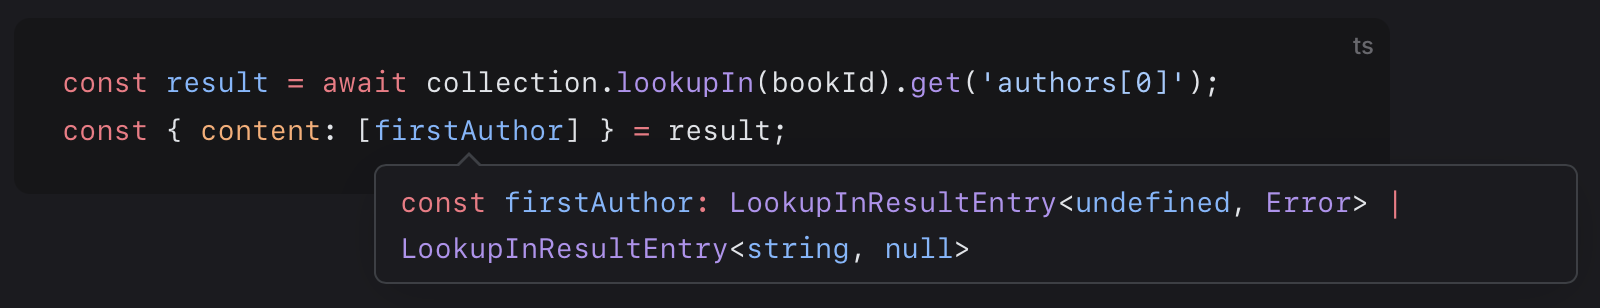 ts
const result = await collection.lookupIn(bookId).get('authors[0]');
const { content: [firstAuthor] } = result;
const firstAuthor: LookupInResultEntry<undefined, Error> |
LookupInResultEntry<string, null>